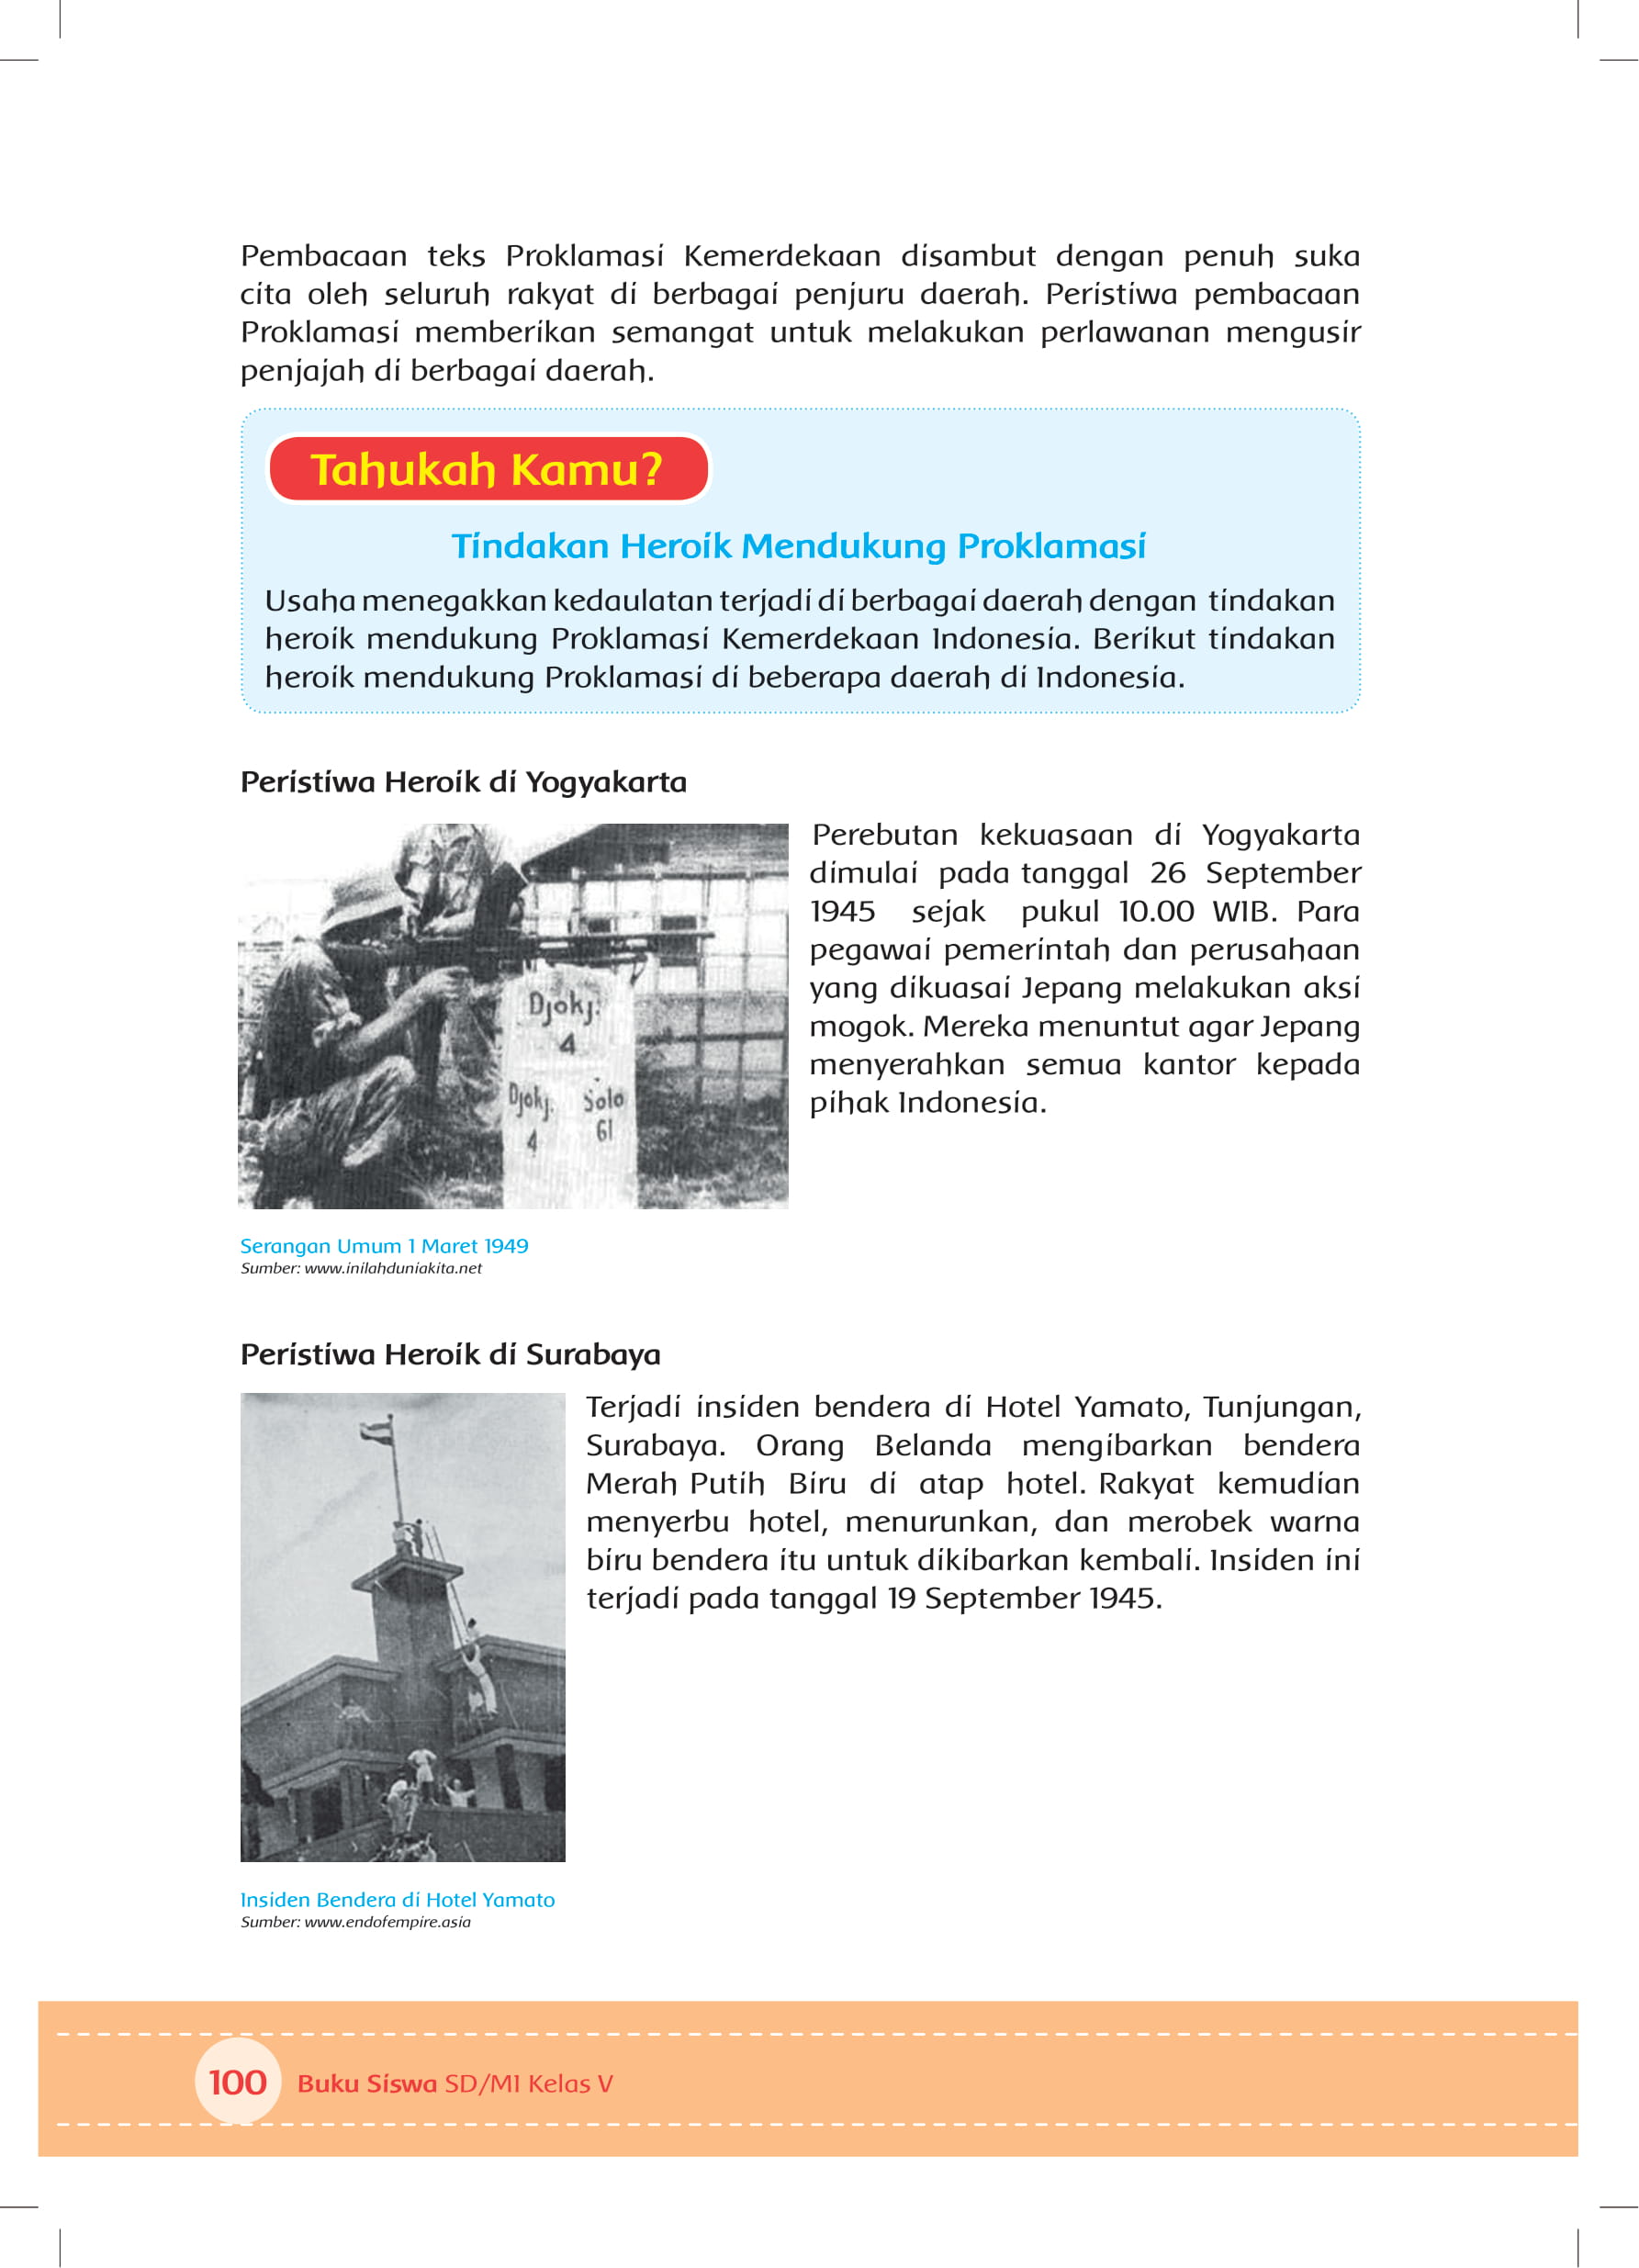 Pembacaan teks Proklamasi Kemerdekaan disambut dengan penuh suka
cita oleh seluruh rakyat di berbagai penjuru daerah. Peristiwa pembacaan
Proklamasi memberikan semangat untuk melakukan perlawanan mengusir
penjajah di berbagai daerah.
Tahukah Kamu?
Tindakan Heroik Mendukung Proklamasi
Usaha menegakkan kedaulatan terjadi di berbagai daerah dengan tindakan
heroik mendukung Proklamasi Kemerdekaan Indonesia. Berikut tindakan
heroik mendukung Proklamasi di beberapa daerah di Indonesia.
Peristiwa Heroik di Yogyakarta
Djokj.
4
Djokj. Solo
4 61
Perebutan kekuasaan di Yogyakarta
dimulai pada tanggal 26 September
1945 sejak pukul 10.00 WIB. Para
pegawai pemerintah dan perusahaan
yang dikuasai Jepang melakukan aksi
mogok. Mereka menuntut agar Jepang
menyerahkan semua kantor kepada
pihak Indonesia.
Serangan Umum 1 Maret 1949
Sumber: www.inilahduniakita.net
Peristiwa Heroik di Surabaya
Terjadi insiden bendera di Hotel Yamato, Tunjungan,
Surabaya. Orang Belanda mengibarkan bendera
Merah Putih Biru di atap hotel. Rakyat kemudian
menyerbu hotel, menurunkan, dan merobek warna
biru bendera itu untuk dikibarkan kembali. Insiden ini
terjadi pada tanggal 19 September 1945.
Insiden Bendera di Hotel Yamato
Sumber: www.endofempire.asia
100 Buku Siswa SD/MI Kelas V